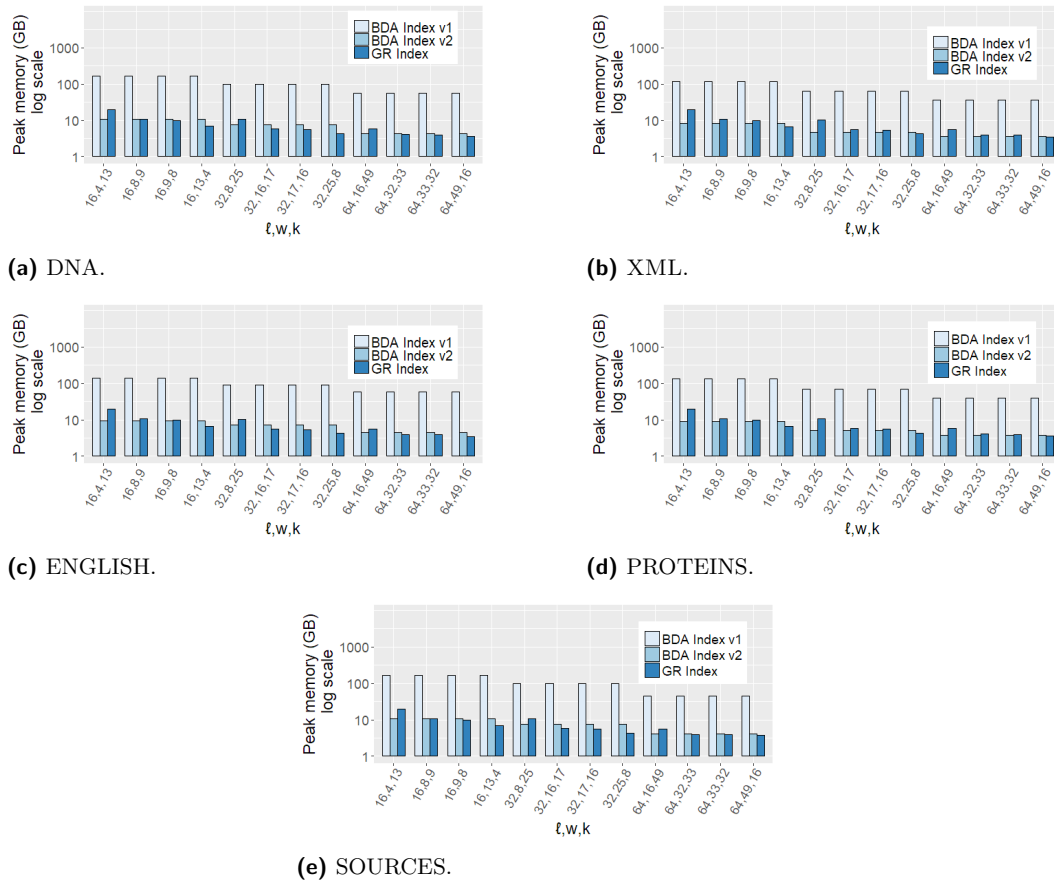 Peak memory (GB)
log scale
1000
100
10
1
BDA Index v1
BDA Index v2
GR Index
16,4,13
16,8,9
16,9,8
16,13,4
32,8,25
32,16,17
32,17,16
32,25,8
64,16,49
64,32,33
64,33,32
64,49,16
ℓ,w,k
(a) DNA.
Peak memory (GB)
log scale
1000
100
10
1
BDA Index v1
BDA Index v2
GR Index
16,4,13
16,8,9
16,9,8
16,13,4
32,8,25
32,16,17
32,17,16
32,25,8
64,16,49
64,32,33
64,33,32
64,49,16
ℓ,w,k
(b) XML.
Peak memory (GB)
log scale
1000
100
10
1
BDA Index v1
BDA Index v2
GR Index
16,4,13
16,8,9
16,9,8
16,13,4
32,8,25
32,16,17
32,17,16
32,25,8
64,16,49
64,32,33
64,33,32
64,49,16
ℓ,w,k
(c) ENGLISH.
Peak memory (GB)
log scale
1000
100
10
1
BDA Index v1
BDA Index v2
GR Index
16,4,13
16,8,9
16,9,8
16,13,4
32,8,25
32,16,17
32,17,16
32,25,8
64,16,49
64,32,33
64,33,32
64,49,16
ℓ,w,k
(d) PROTEINS.
Peak memory (GB)
log scale
1000
100
10
1
BDA Index v1
BDA Index v2
GR Index
16,4,13
16,8,9
16,9,8
16,13,4
32,8,25
32,16,17
32,17,16
32,25,8
64,16,49
64,32,33
64,33,32
64,49,16
ℓ,w,k
(e) SOURCES.